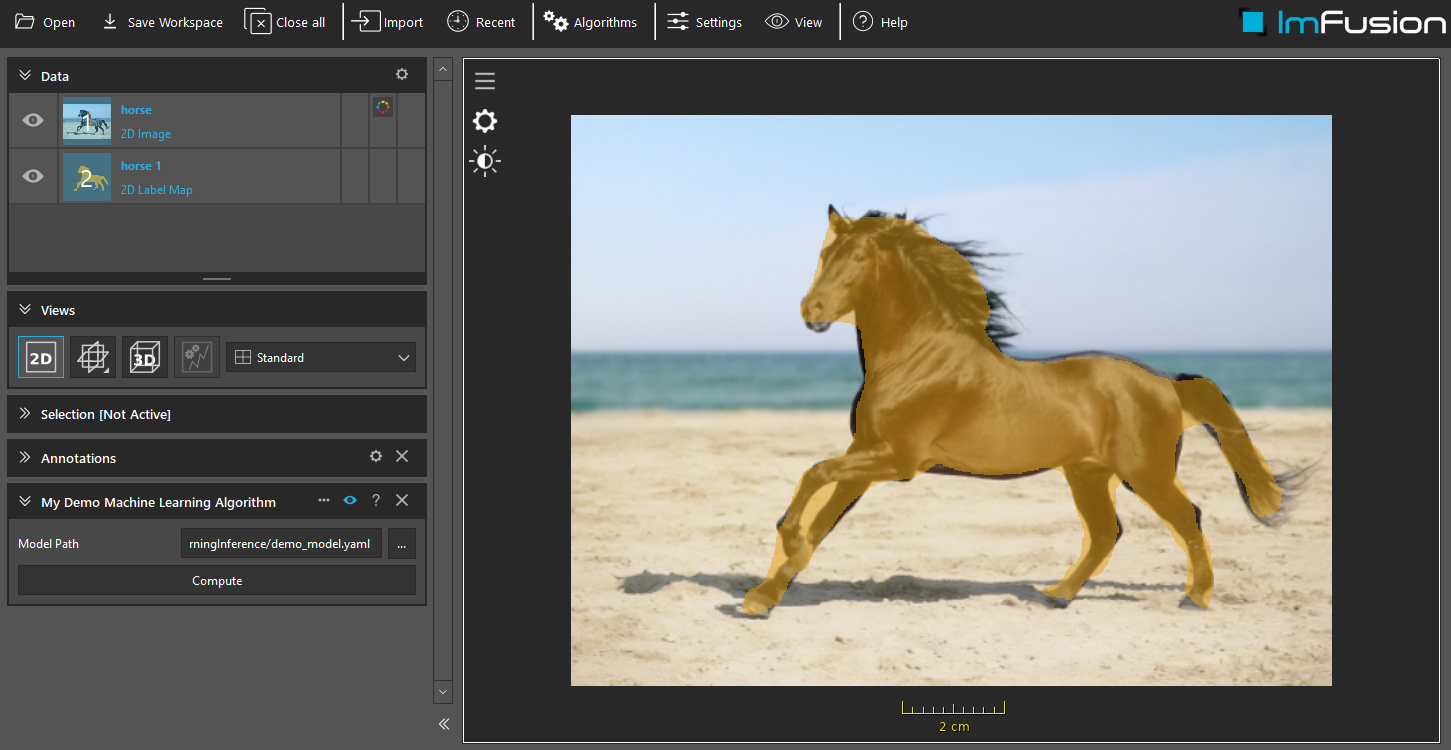 Open
Save Workspace
Close all
Import
Recent
Algorithms
Settings
View
Help
ImFusion
Data
1
horse
2D Image
2
horse 1
2D Label Map
Views
2D
3D
Standard
Selection [Not Active]
Annotations
My Demo Machine Learning Algorithm
?
Model Path
rningInference/demo_model.yaml
...
Compute
2 cm